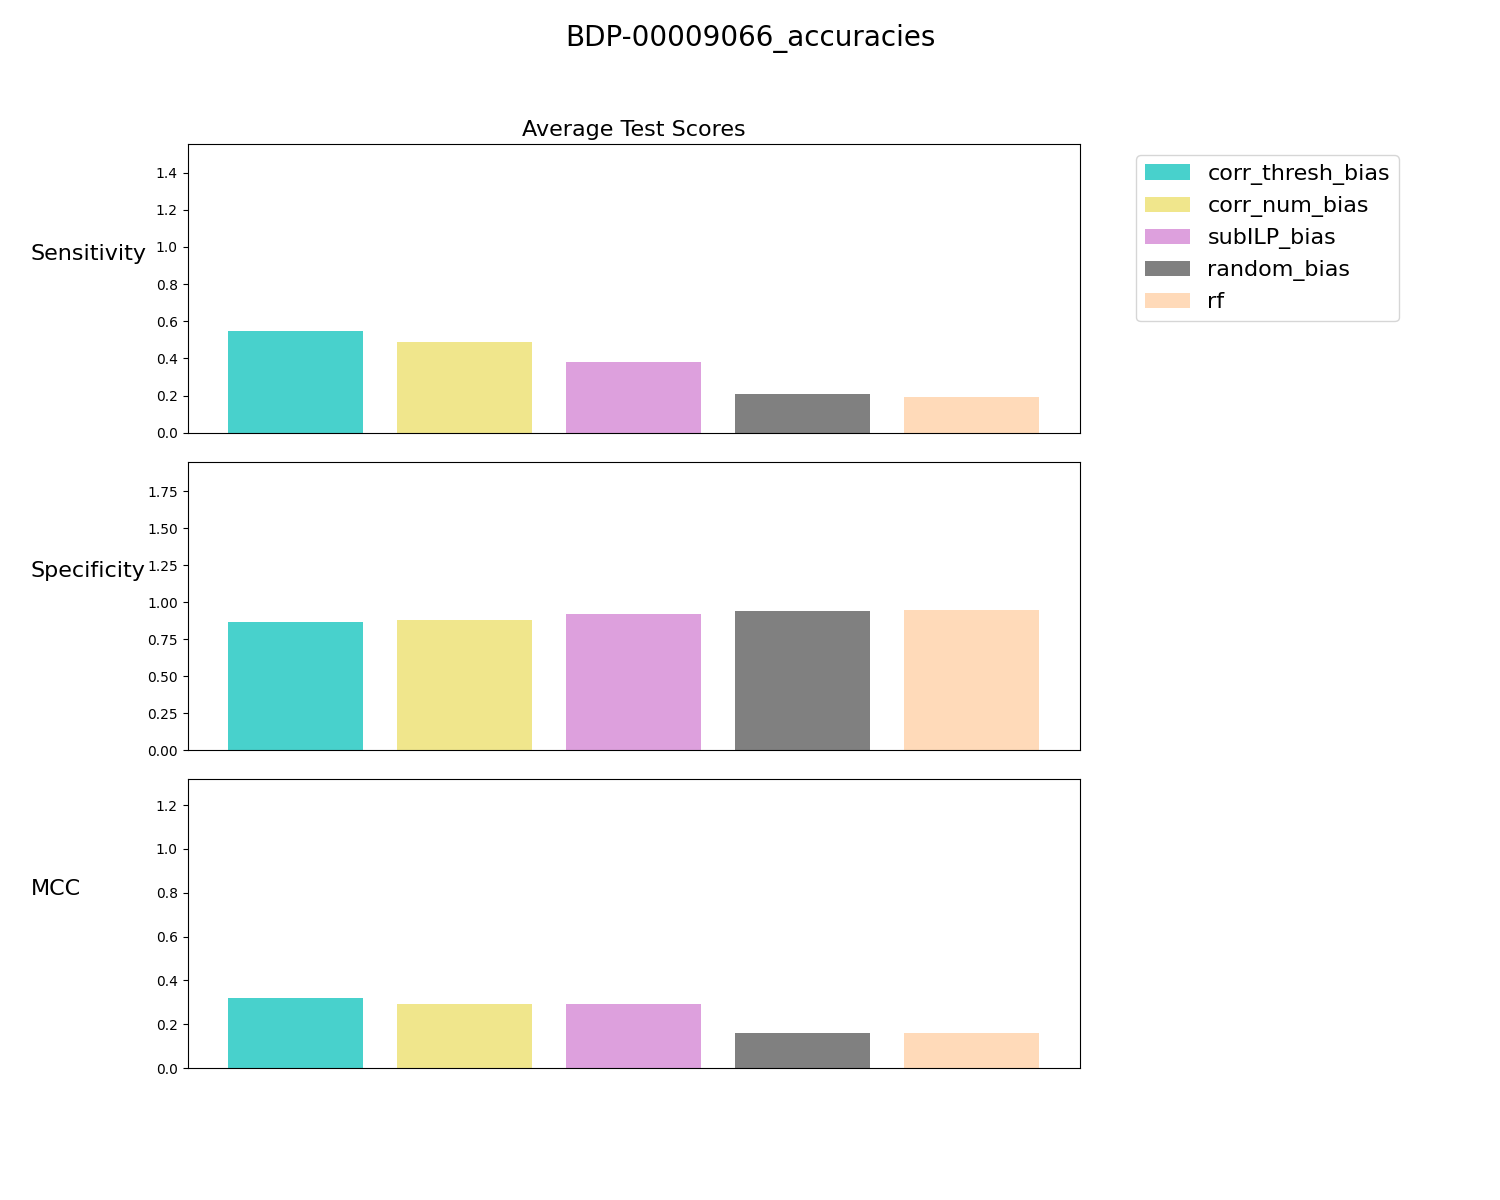 BDP-00009066_accuracies
Average Test Scores
Sensitivity
1.4
1.2
1.0
0.8
0.6
0.4
0.2
0.0
corr_thresh_bias
corr_num_bias
subILP_bias
random_bias
rf
Specificity
1.75
1.50
1.25
1.00
0.75
0.50
0.25
0.00
MCC
1.2
1.0
0.8
0.6
0.4
0.2
0.0